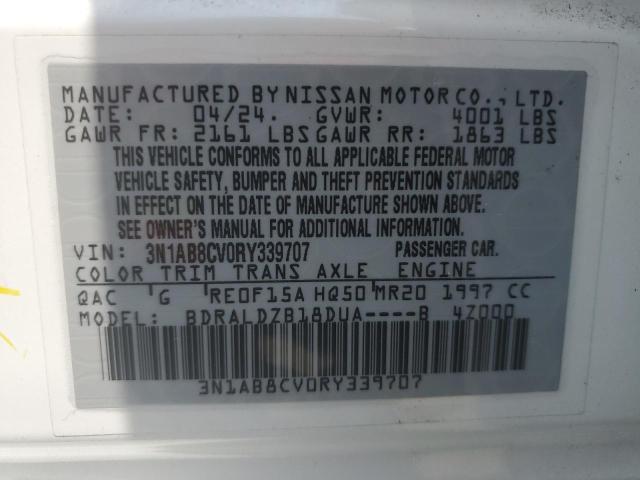 MANUFACTURED BY NISSAN MOTOR CO., LTD.
DATE: 04/24. GVWR: 4001 LBS
GAWR FR: 2161 LBS GAWR RR: 1863 LBS
THIS VEHICLE CONFORMS TO ALL APPLICABLE FEDERAL MOTOR
VEHICLE SAFETY, BUMPER AND THEFT PREVENTION STANDARDS
IN EFFECT ON THE DATE OF MANUFACTURE SHOWN ABOVE.
SEE OWNER'S MANUAL FOR ADDITIONAL INFORMATION.
VIN: 3N1AB8CV0RY339707 PASSENGER CAR.
COLOR TRIM TRANS AXLE ENGINE
QAC G RE0F15A HQ50 MR20 1997 CC
MODEL: BDRALDZB18DUA----B 4Z000
3N1AB8CV0RY339707